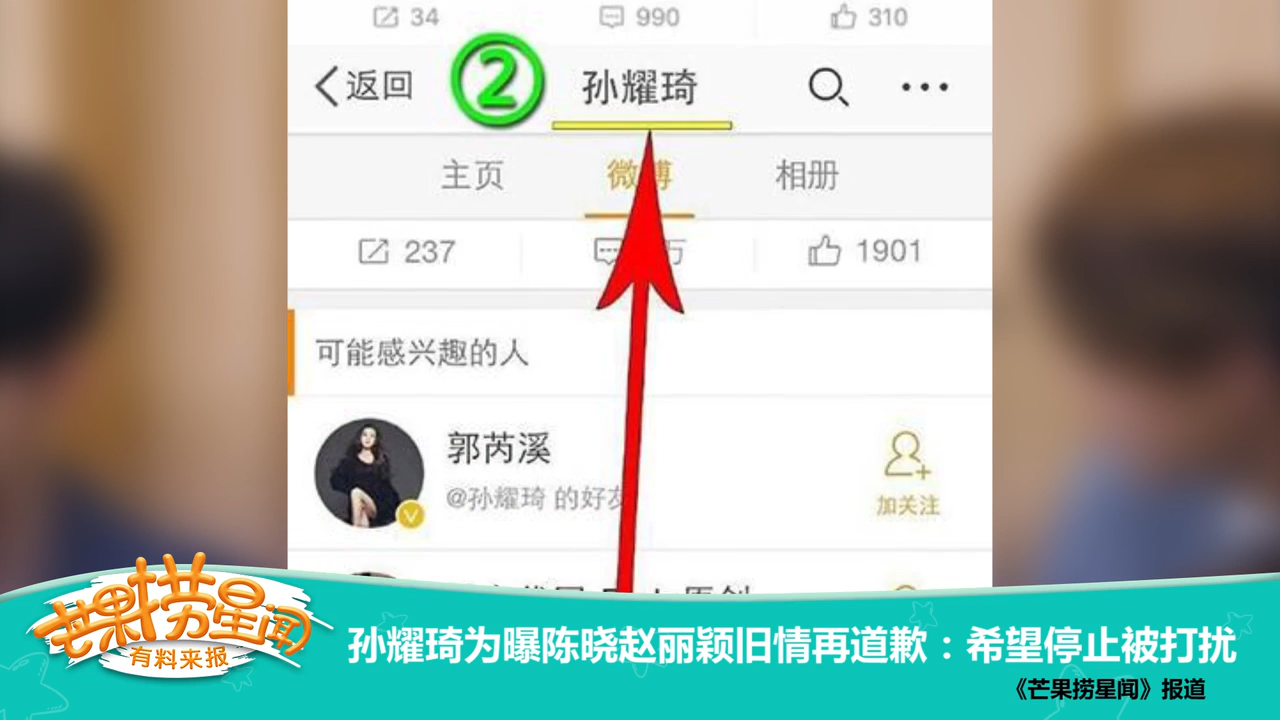 34 990 310
返回 ② 孙耀琦
主页 微博 相册
237 万 1901
可能感兴趣的人
郭芮溪
@孙耀琦 的好友
加关注
芒果捞星闻
有料来报
孙耀琦为曝陈晓赵丽颖旧情再道歉：希望停止被打扰
《芒果捞星闻》报道